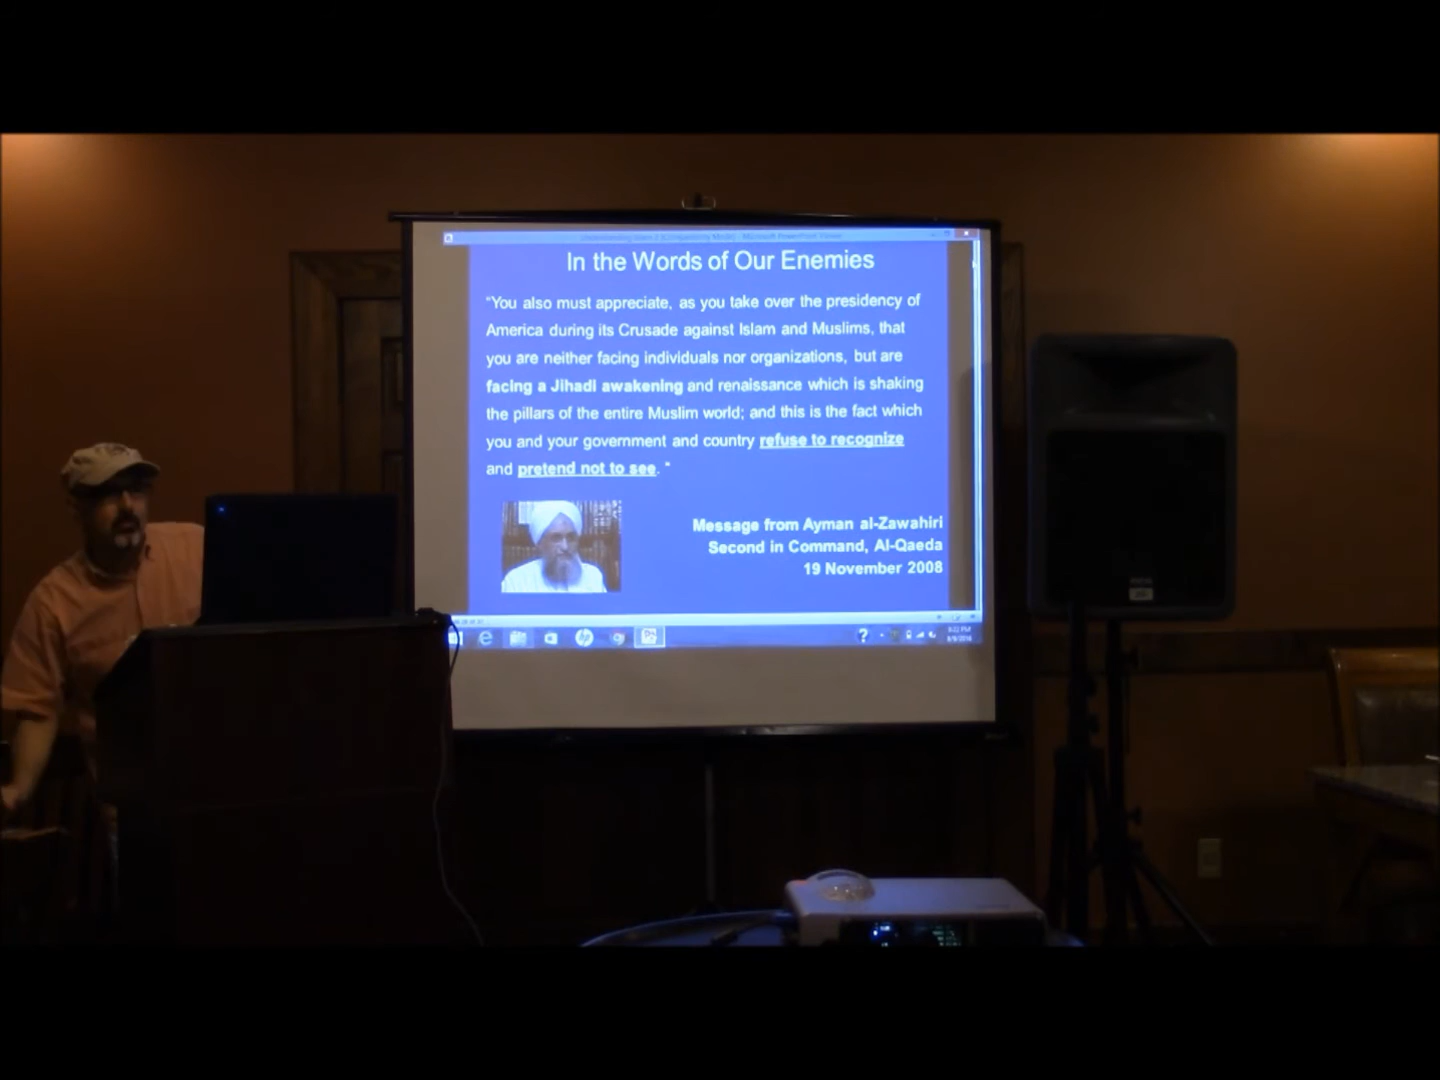 In the Words of Our Enemies
“You also must appreciate, as you take over the presidency of
America during its Crusade against Islam and Muslims, that
you are neither facing individuals nor organizations, but are
facing a Jihadi awakening and renaissance which is shaking
the pillars of the entire Muslim world; and this is the fact which
you and your government and country refuse to recognize
and pretend not to see. “
Message from Ayman al-Zawahiri
Second in Command, Al-Qaeda
19 November 2008